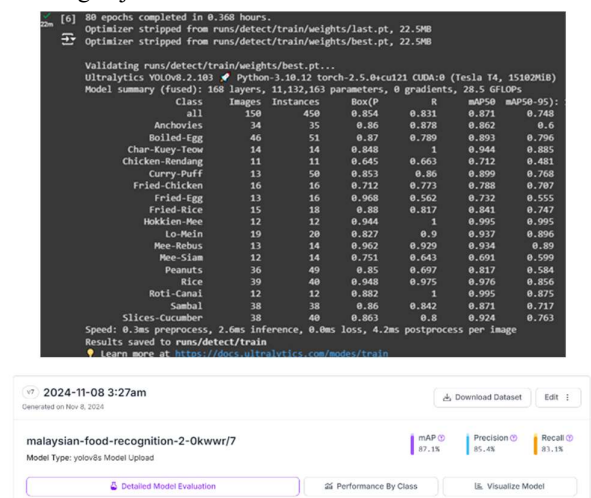 22m [6] 80 epochs completed in 0.368 hours.
Optimizer stripped from runs/detect/train/weights/last.pt, 22.5MB
Optimizer stripped from runs/detect/train/weights/best.pt, 22.5MB
Validating runs/detect/train/weights/best.pt...
Ultralytics YOLOv8.2.103 🚀 Python-3.10.12 torch-2.5.0+cu121 CUDA:0 (Tesla T4, 15102MiB)
Model summary (fused): 168 layers, 11,132,163 parameters, 0 gradients, 28.5 GFLOPs
Class Images Instances Box(P R mAP50 mAP50-95):
all 150 450 0.854 0.831 0.871 0.748
Anchovies 34 35 0.86 0.878 0.862 0.6
Boiled-Egg 46 51 0.87 0.789 0.893 0.796
Char-Kuey-Teow 14 14 0.848 1 0.944 0.885
Chicken-Rendang 11 11 0.645 0.663 0.712 0.481
Curry-Puff 13 50 0.853 0.86 0.899 0.768
Fried-Chicken 16 16 0.712 0.773 0.788 0.707
Fried-Egg 13 16 0.968 0.562 0.732 0.555
Fried-Rice 15 18 0.88 0.817 0.841 0.747
Hokkien-Mee 12 12 0.944 1 0.995 0.995
Lo-Mein 19 20 0.827 0.9 0.937 0.896
Mee-Rebus 13 14 0.962 0.929 0.934 0.89
Mee-Siam 12 14 0.751 0.643 0.691 0.599
Peanuts 36 49 0.85 0.697 0.817 0.584
Rice 39 40 0.948 0.975 0.976 0.856
Roti-Canai 12 12 0.882 1 0.995 0.875
Sambal 38 38 0.86 0.842 0.871 0.717
Slices-Cucumber 38 40 0.863 0.8 0.924 0.763
Speed: 0.3ms preprocess, 2.6ms inference, 0.0ms loss, 4.2ms postprocess per image
Results saved to runs/detect/train
💡 Learn more at https://docs.ultralytics.com/modes/train
v7 2024-11-08 3:27am
Download Dataset Edit
Generated on Nov 8, 2024
malaysian-food-recognition-2-0kwwr/7
mAP Precision Recall
87.1% 85.4% 83.1%
Model Type: yolov8s Model Upload
Detailed Model Evaluation Performance By Class Visualize Model